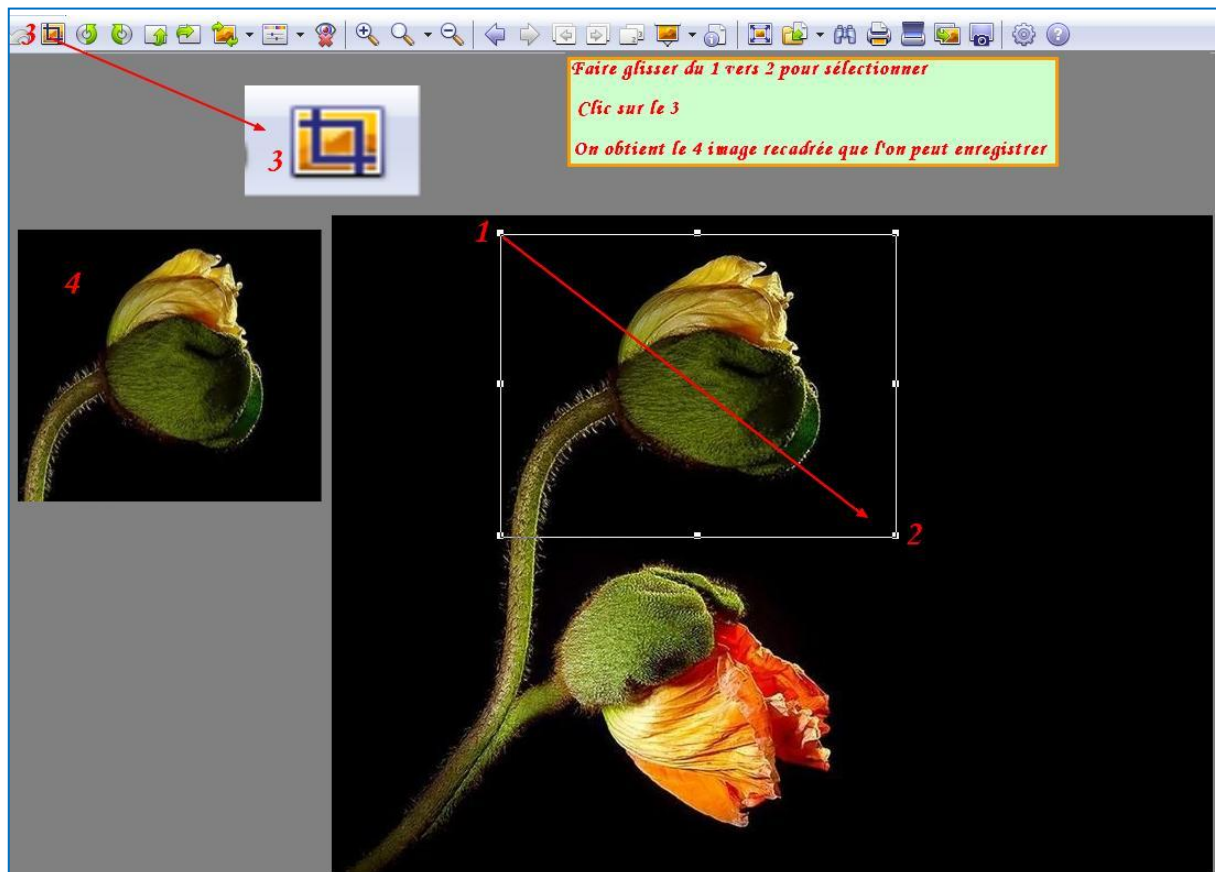 3
Faire glisser du 1 vers 2 pour sélectionner
Clic sur le 3
On obtient le 4 image recadrée que l'on peut enregistrer
3
1
4
2